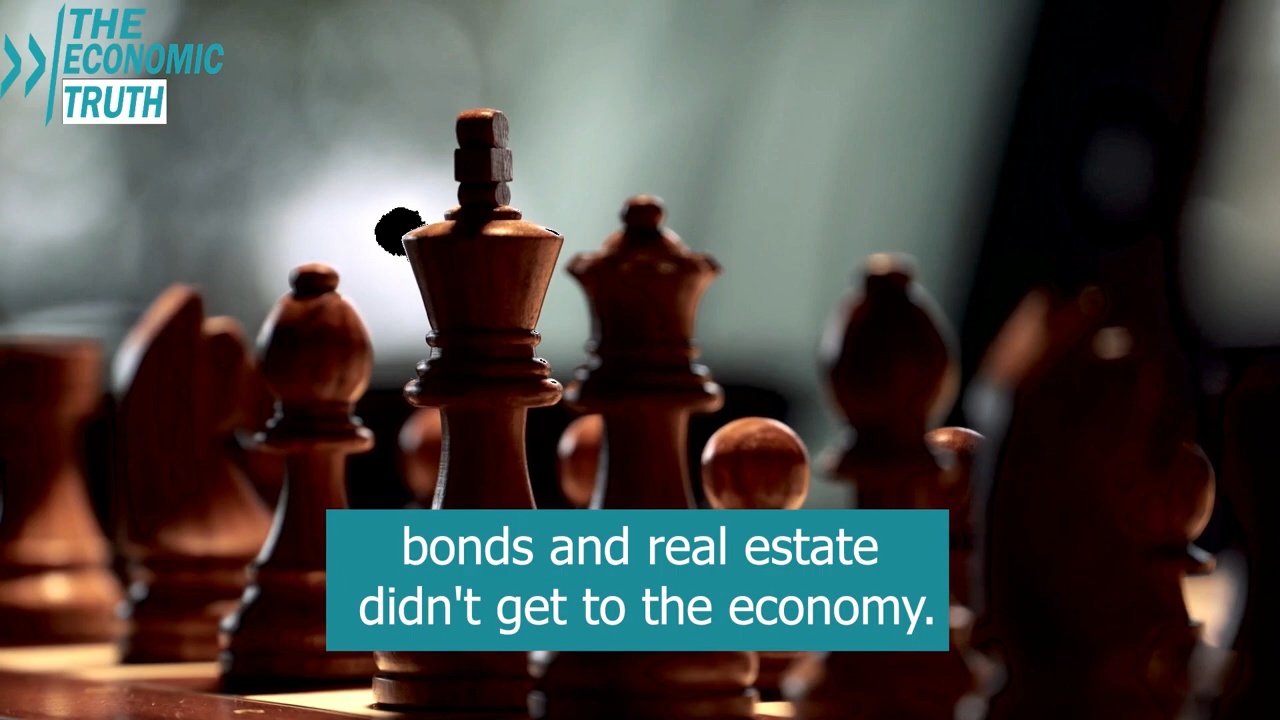 THE
ECONOMIC
TRUTH
bonds and real estate
didn't get to the economy.